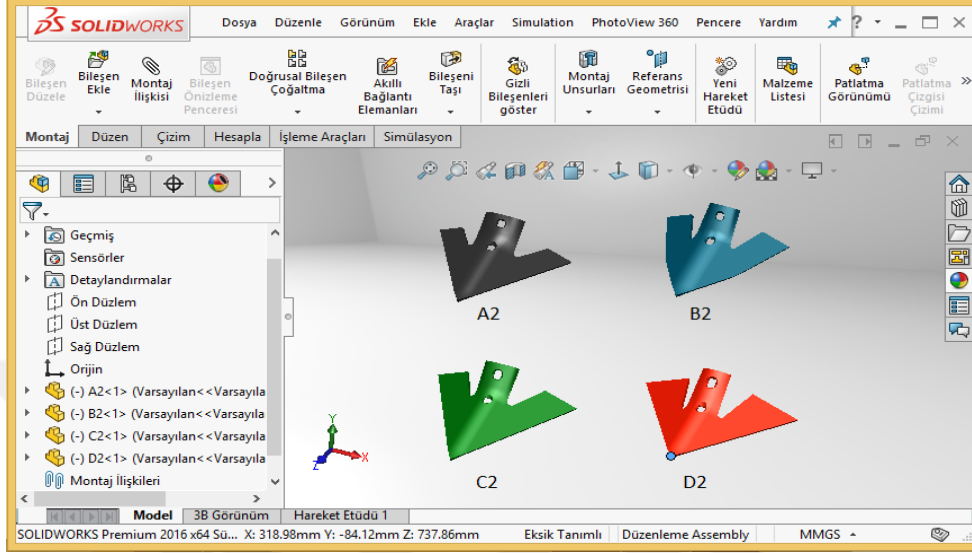 SOLIDWORKS Dosya Düzenle Görünüm Ekle Araçlar Simulation PhotoView 360 Pencere Yardım ?
Bileşen Düzele
Bileşen Ekle
Montaj İlişkisi
Bileşen Önizleme Penceresi
Doğrusal Bileşen Çoğaltma
Akıllı Bağlantı Elemanları
Bileşeni Taşı
Gizli Bileşenleri göster
Montaj Unsurları
Referans Geometrisi
Yeni Hareket Etüdü
Malzeme Listesi
Patlatma Görünümü
Patlatma Çizgisi Çizimi
Montaj Düzen Çizim Hesapla İşleme Araçları Simülasyon
Geçmiş
Sensörler
Detaylandırmalar
Ön Düzlem
Üst Düzlem
Sağ Düzlem
Orijin
(-) A2<1> (Varsayılan<<Varsayıla
(-) B2<1> (Varsayılan<<Varsayıla
(-) C2<1> (Varsayılan<<Varsayıla
(-) D2<1> (Varsayılan<<Varsayıla
Montaj İlişkileri
A2 B2
C2 D2
Y
Z X
Model 3B Görünüm Hareket Etüdü 1
SOLIDWORKS Premium 2016 x64 Sü... X: 318.98mm Y: -84.12mm Z: 737.86mm Eksik Tanımlı Düzenleme Assembly MMGS